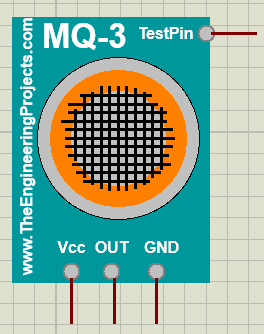 www.TheEngineeringProjects.com
MQ-3
TestPin
Vcc OUT GND